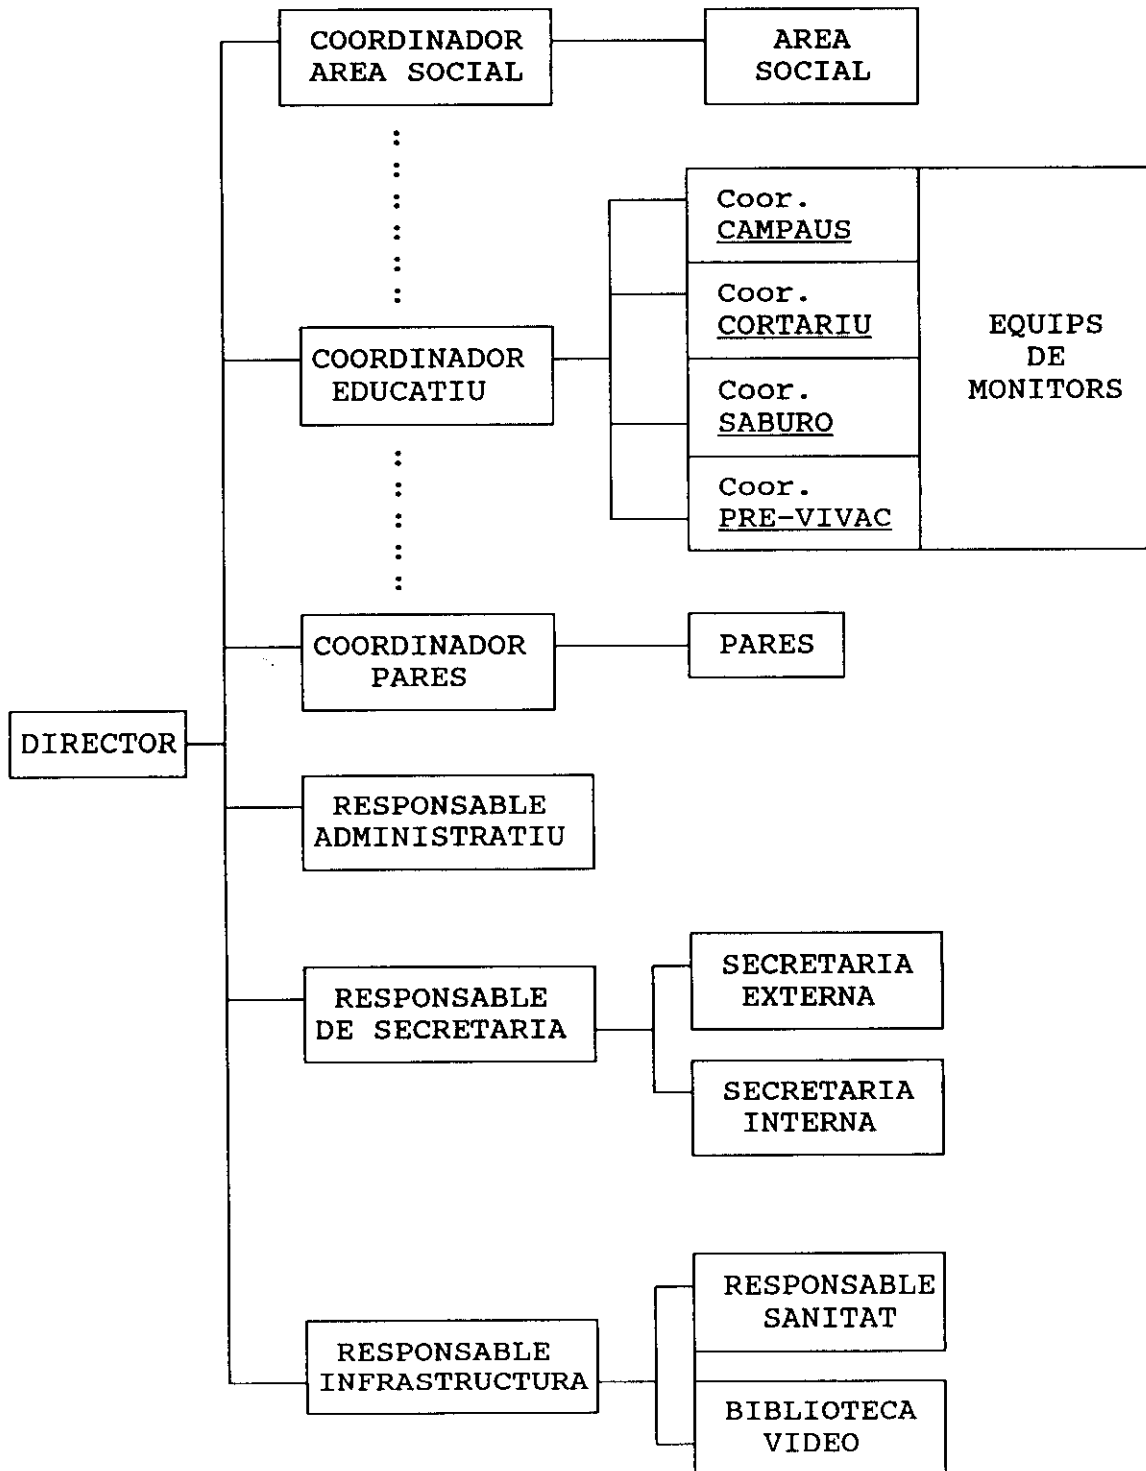 COORDINADOR
AREA SOCIAL
AREA
SOCIAL
Coor.
CAMPAUS
Coor.
CORTARIU
Coor.
SABURO
Coor.
PRE-VIVAC
EQUIPS
DE
MONITORS
COORDINADOR
EDUCATIU
COORDINADOR
PARES
PARES
DIRECTOR
RESPONSABLE
ADMINISTRATIU
RESPONSABLE
DE SECRETARIA
SECRETARIA
EXTERNA
SECRETARIA
INTERNA
RESPONSABLE
INFRASTRUCTURA
RESPONSABLE
SANITAT
BIBLIOTECA
VIDEO